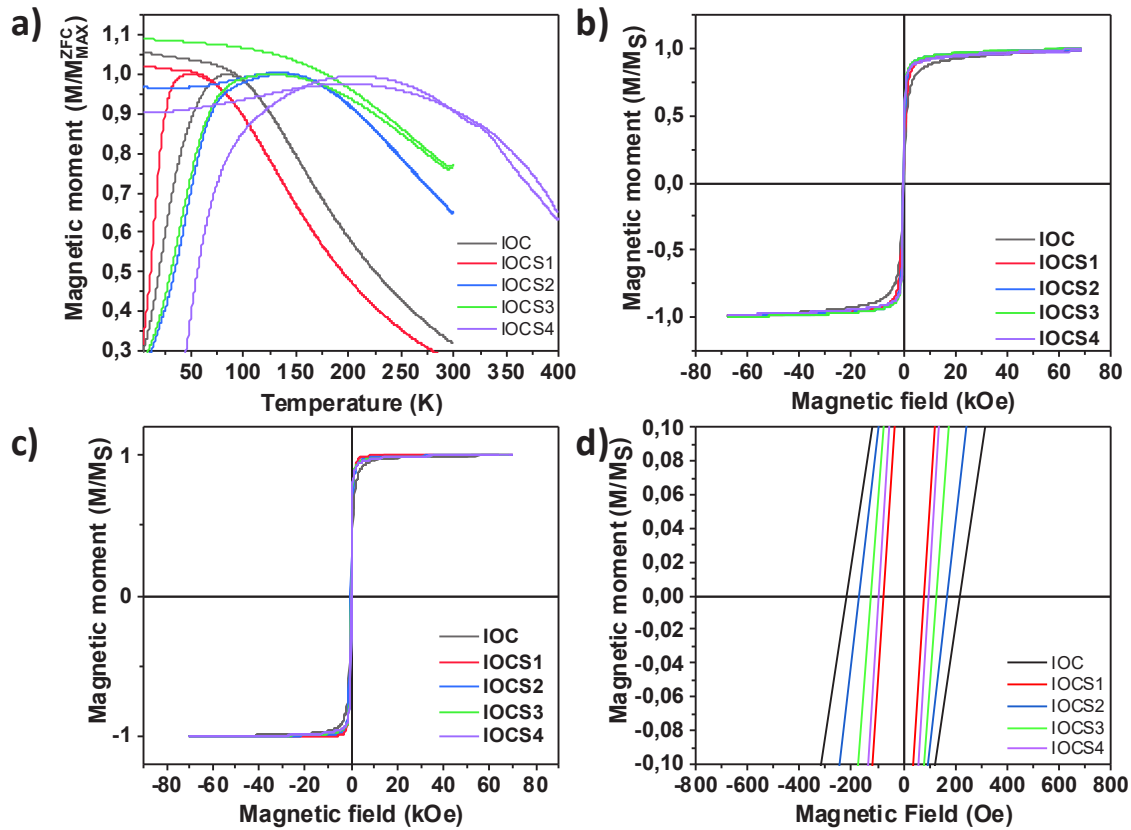 a)
Magnetic moment (M/M^ZFC_MAX)
1,1
1,0
0,9
0,8
0,7
0,6
0,5
0,4
0,3
50 100 150 200 250 300 350 400
Temperature (K)
IOC
IOCS1
IOCS2
IOCS3
IOCS4
b)
Magnetic moment (M/M_S)
1,0
0,5
0,0
-0,5
-1,0
-80 -60 -40 -20 0 20 40 60 80
Magnetic field (kOe)
IOC
IOCS1
IOCS2
IOCS3
IOCS4
c)
Magnetic moment (M/M_S)
1
0
-1
-80 -60 -40 -20 0 20 40 60 80
Magnetic field (kOe)
IOC
IOCS1
IOCS2
IOCS3
IOCS4
d)
Magnetic moment (M/M_S)
0,10
0,08
0,06
0,04
0,02
0,00
-0,02
-0,04
-0,06
-0,08
0,10
-800 -600 -400 -200 0 200 400 600 800
Magnetic Field (Oe)
IOC
IOCS1
IOCS2
IOCS3
IOCS4